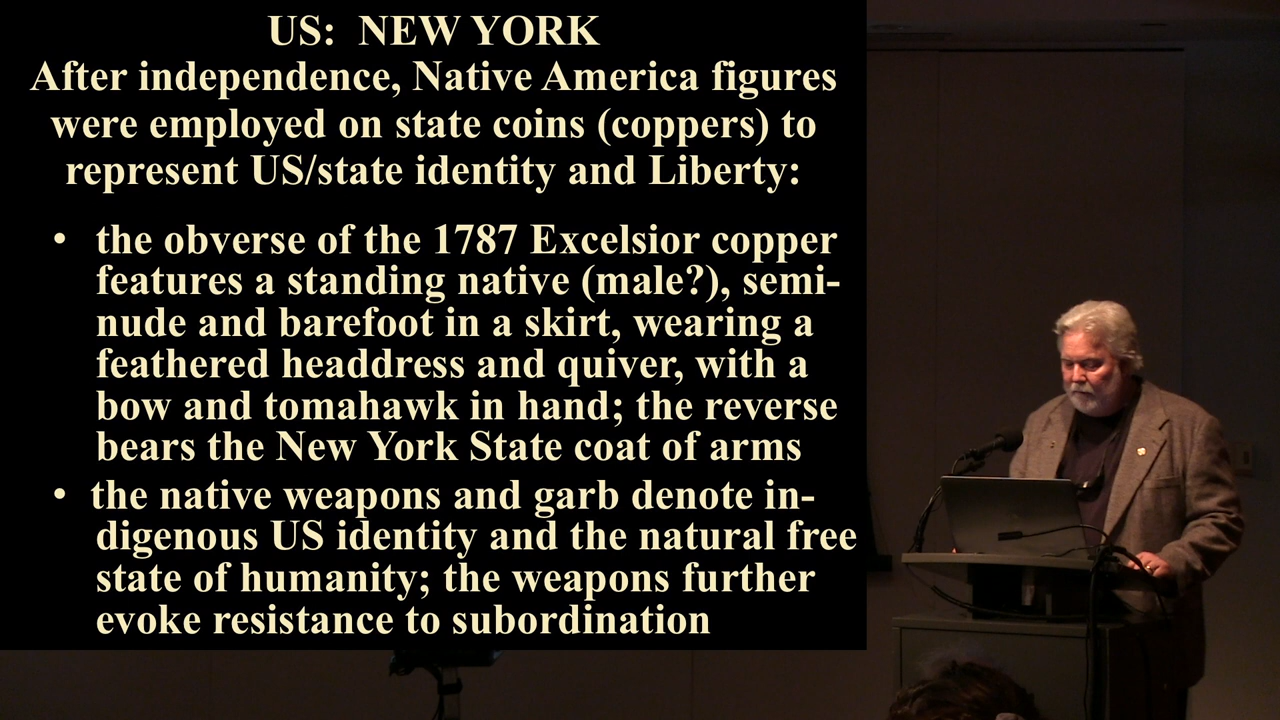 US:  NEW YORK
After independence, Native America figures
were employed on state coins (coppers) to
represent US/state identity and Liberty:
• the obverse of the 1787 Excelsior copper
features a standing native (male?), semi-
nude and barefoot in a skirt, wearing a
feathered headdress and quiver, with a
bow and tomahawk in hand; the reverse
bears the New York State coat of arms
• the native weapons and garb denote in-
digenous US identity and the natural free
state of humanity; the weapons further
evoke resistance to subordination